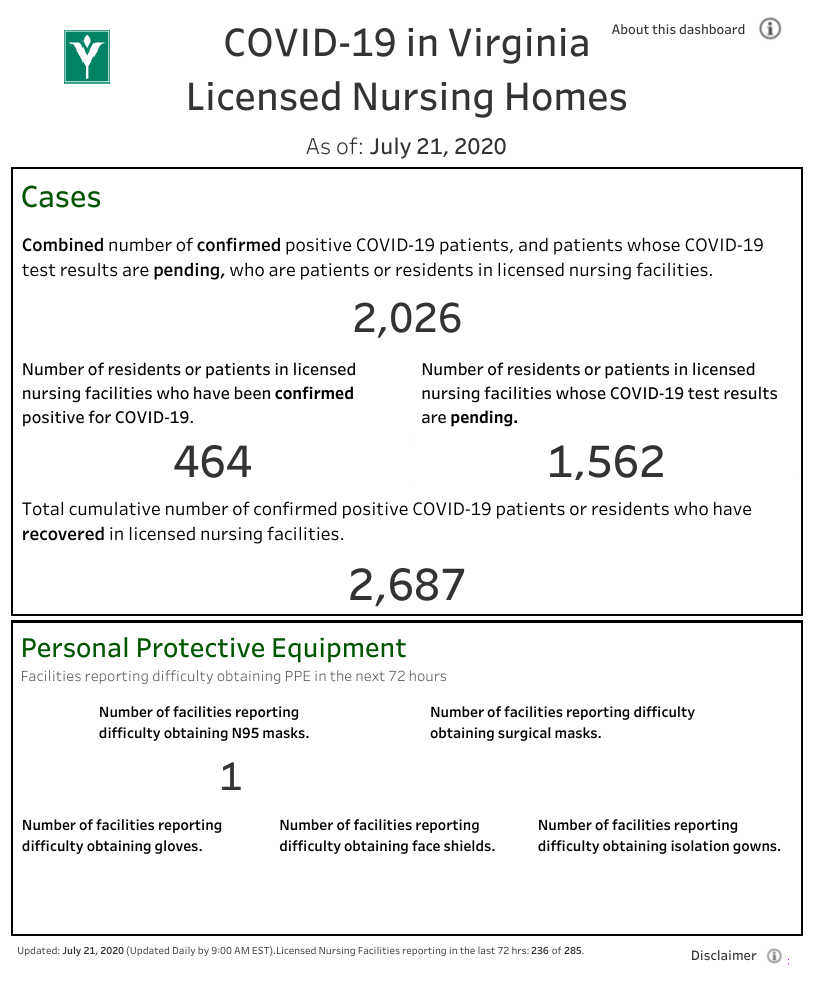 COVID-19 in Virginia
Licensed Nursing Homes
About this dashboard
As of: July 21, 2020
Cases
Combined number of confirmed positive COVID-19 patients, and patients whose COVID-19
test results are pending, who are patients or residents in licensed nursing facilities.
2,026
Number of residents or patients in licensed
nursing facilities who have been confirmed
positive for COVID-19.
464
Number of residents or patients in licensed
nursing facilities whose COVID-19 test results
are pending.
1,562
Total cumulative number of confirmed positive COVID-19 patients or residents who have
recovered in licensed nursing facilities.
2,687
Personal Protective Equipment
Facilities reporting difficulty obtaining PPE in the next 72 hours
Number of facilities reporting
difficulty obtaining N95 masks.
1
Number of facilities reporting difficulty
obtaining surgical masks.
Number of facilities reporting
difficulty obtaining gloves.
Number of facilities reporting
difficulty obtaining face shields.
Number of facilities reporting
difficulty obtaining isolation gowns.
Updated: July 21, 2020 (Updated Daily by 9:00 AM EST).Licensed Nursing Facilities reporting in the last 72 hrs: 236 of 285.
Disclaimer